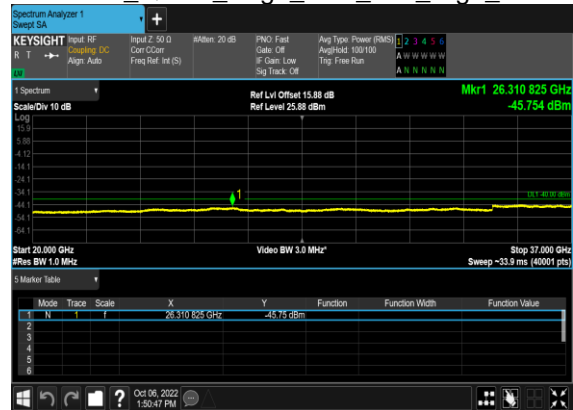 Spectrum Analyzer 1
Swept SA
+
KEYSIGHT Input: RF
R T Coupling: DC
Align: Auto
LW
Input Z: 50 Ω
Corr CCorr
Freq Ref: Int (S)
#Atten: 20 dB
PNO: Fast
Gate: Off
IF Gain: Low
Sig Track: Off
Avg Type: Power (RMS)
Avg|Hold: 100/100
Trig: Free Run
1 2 3 4 5 6
A W W W W W
A N N N N N
1 Spectrum
Scale/Div 10 dB
Log
Ref Lvl Offset 15.88 dB
Ref Level 25.88 dBm
Mkr1 26.310 825 GHz
-45.754 dBm
15.9
5.88
-4.12
-14.1
-24.1
-34.1
-44.1
-54.1
-64.1
1
DL1 -40.00 dBm
Start 20.000 GHz
#Res BW 1.0 MHz
Video BW 3.0 MHz*
Stop 37.000 GHz
Sweep ~33.9 ms (40001 pts)
5 Marker Table
Mode Trace Scale X Y Function Function Width Function Value
1 N 1 f 26.310 825 GHz -45.75 dBm
2
3
4
5
6
?
Oct 06, 2022
1:50:47 PM